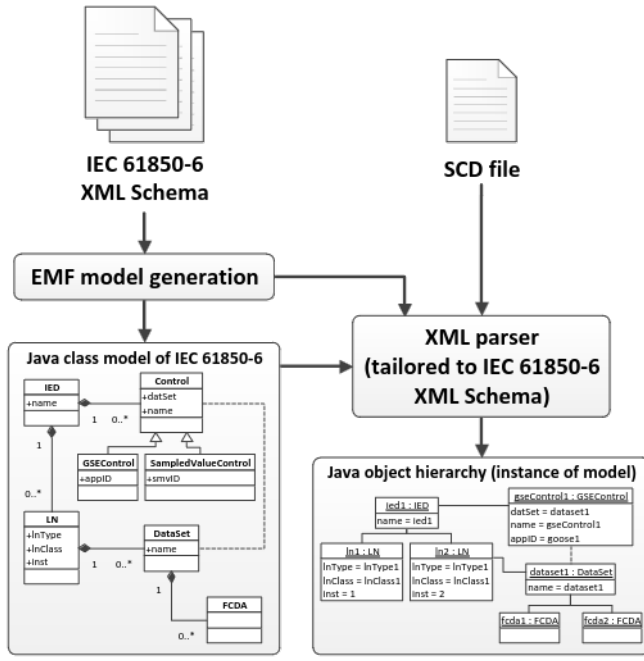 IEC 61850-6
XML Schema
SCD file
EMF model generation
XML parser
(tailored to IEC 61850-6
XML Schema)
Java class model of IEC 61850-6
IED
+name
1
0..*
Control
+datSet
+name
1
0..*
GSEControl
+appID
SampledValueControl
+smvID
LN
+lnType
+lnClass
+inst
1
0..*
DataSet
+name
1
0..*
FCDA
Java object hierarchy (instance of model)
ied1 : IED
name = ied1
gseControl1 : GSEControl
datSet = dataset1
name = gseControl1
appID = goose1
ln1 : LN
lnType = lnType1
lnClass = lnClass1
inst = 1
ln2 : LN
lnType = lnType1
lnClass = lnClass1
inst = 2
dataset1 : DataSet
name = dataset1
fcda1 : FCDA
fcda2 : FCDA